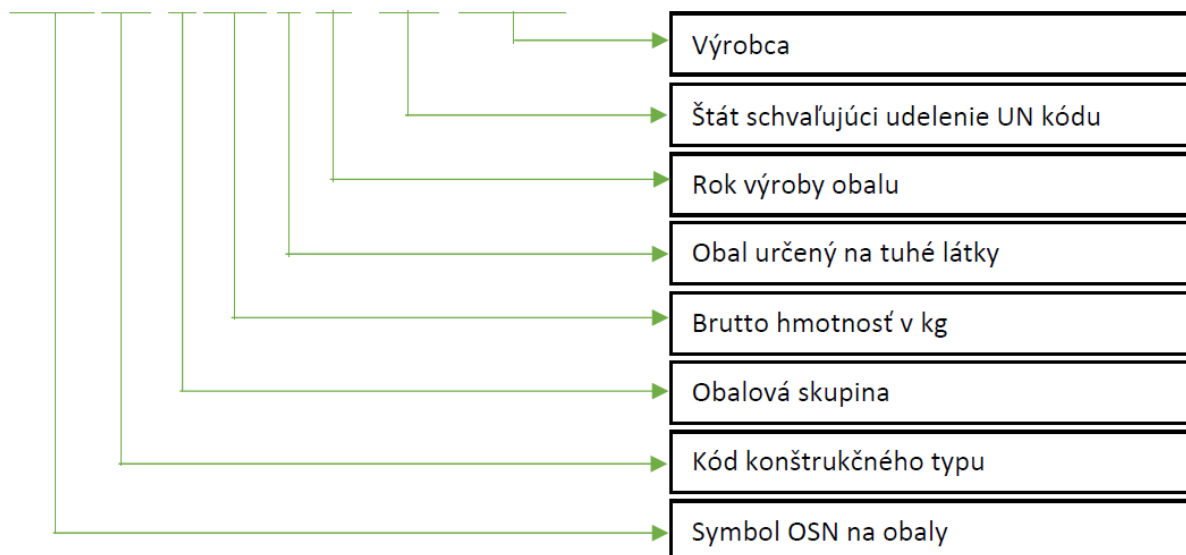 Výrobca
Štát schvaľujúci udelenie UN kódu
Rok výroby obalu
Obal určený na tuhé látky
Brutto hmotnosť v kg
Obalová skupina
Kód konštrukčného typu
Symbol OSN na obaly